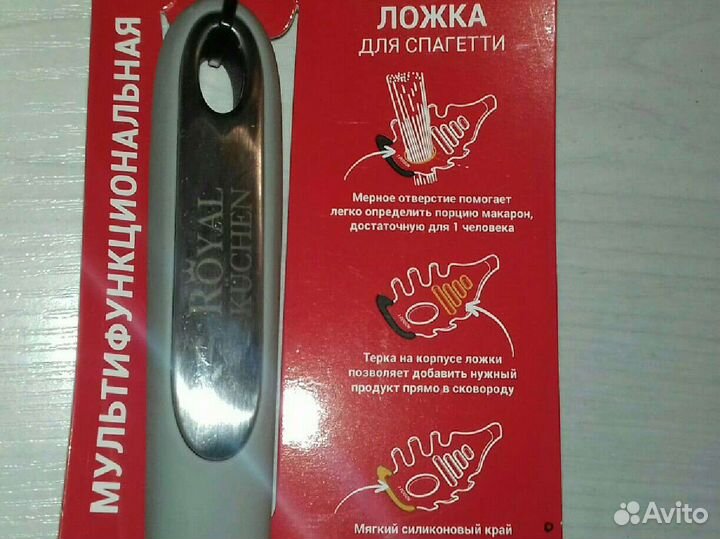 МУЛЬТИФУНКЦИОНАЛЬНАЯ
ROYAL
KÜCHEN
ЛОЖКА
ДЛЯ СПАГЕТТИ
Мерное отверстие помогает
легко определить порцию макарон,
достаточную для 1 человека
Терка на корпусе ложки
позволяет добавить нужный
продукт прямо в сковороду
Мягкий силиконовый край
Avito